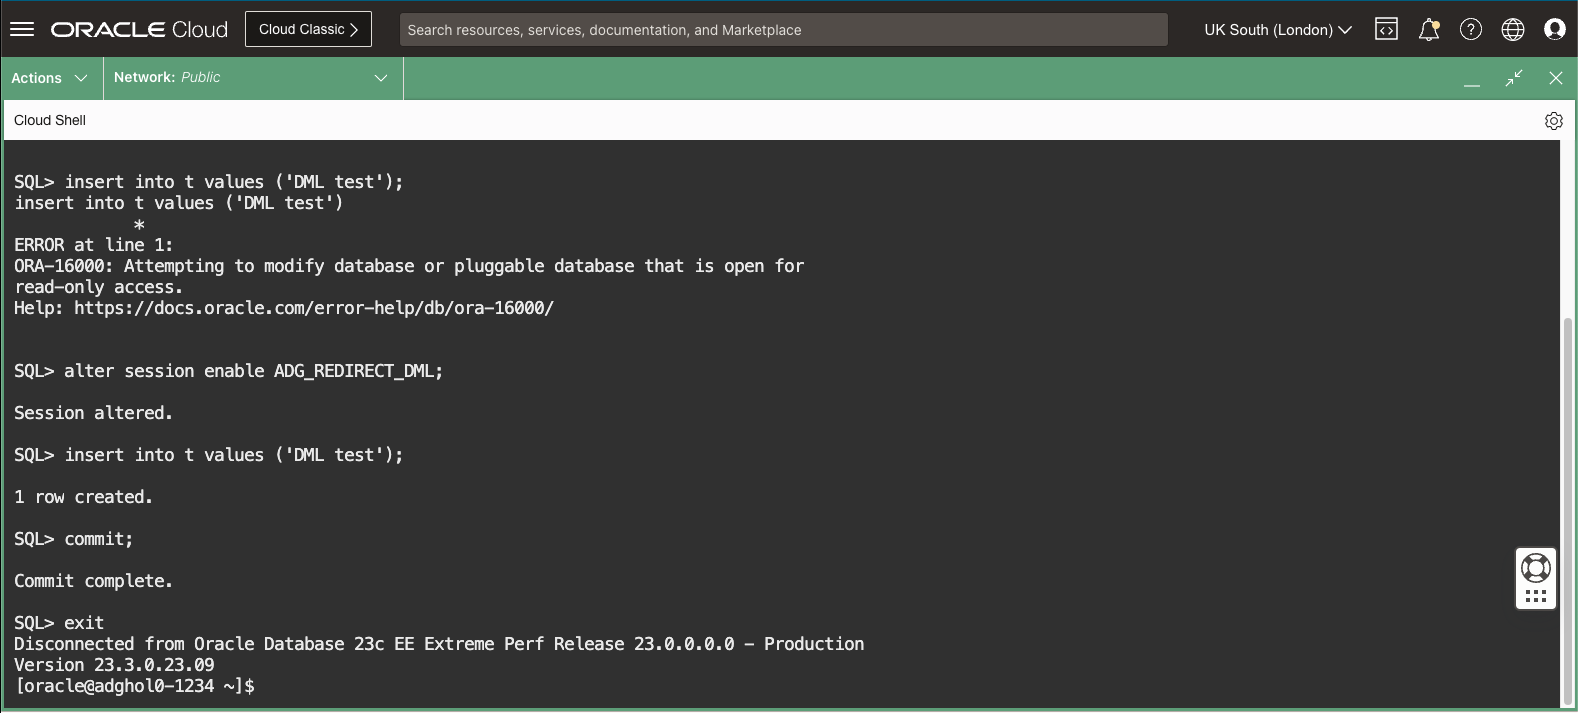 ORACLE Cloud
Cloud Classic
Search resources, services, documentation, and Marketplace
UK South (London)
Actions
Network: Public
Cloud Shell
SQL> insert into t values ('DML test');
insert into t values ('DML test')
*
ERROR at line 1:
ORA-16000: Attempting to modify database or pluggable database that is open for
read-only access.
Help: https://docs.oracle.com/error-help/db/ora-16000/
SQL> alter session enable ADG_REDIRECT_DML;
Session altered.
SQL> insert into t values ('DML test');
1 row created.
SQL> commit;
Commit complete.
SQL> exit
Disconnected from Oracle Database 23c EE Extreme Perf Release 23.0.0.0.0 - Production
Version 23.3.0.23.09
[oracle@adghol0-1234 ~]$